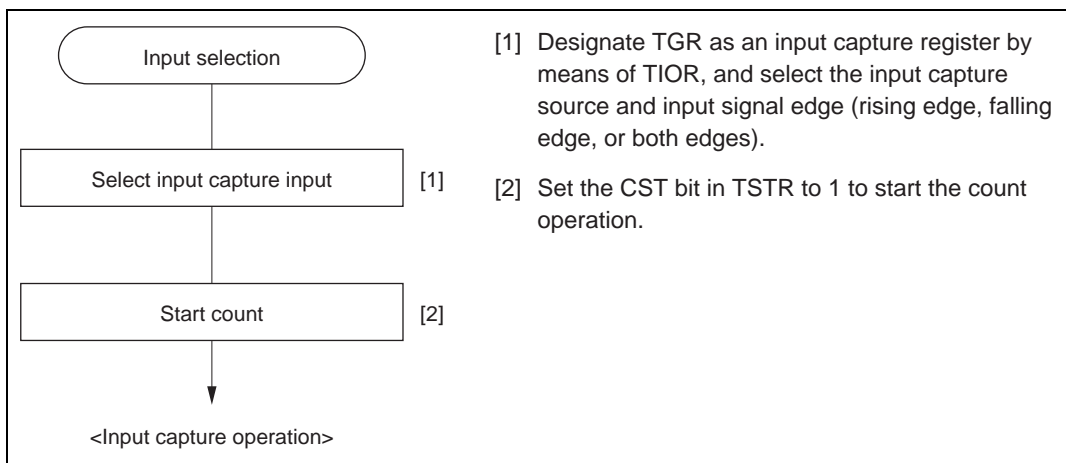 Input selection
Select input capture input
[1]
Start count
[2]
<Input capture operation>
[1] Designate TGR as an input capture register by
means of TIOR, and select the input capture
source and input signal edge (rising edge, falling
edge, or both edges).
[2] Set the CST bit in TSTR to 1 to start the count
operation.